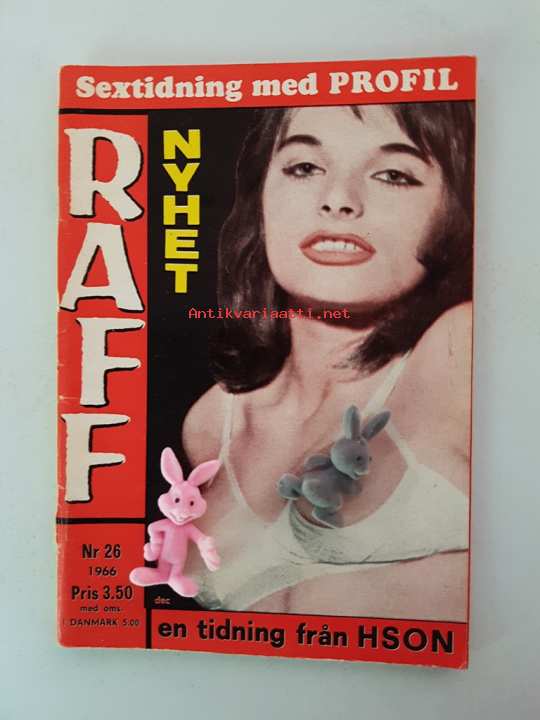 Sextidning med PROFIL
RAFF
NYHET
Antikvariaatti.net
Nr 26
1966
Pris 3.50
med oms.
I DANMARK 5:00
dec
en tidning från HSON